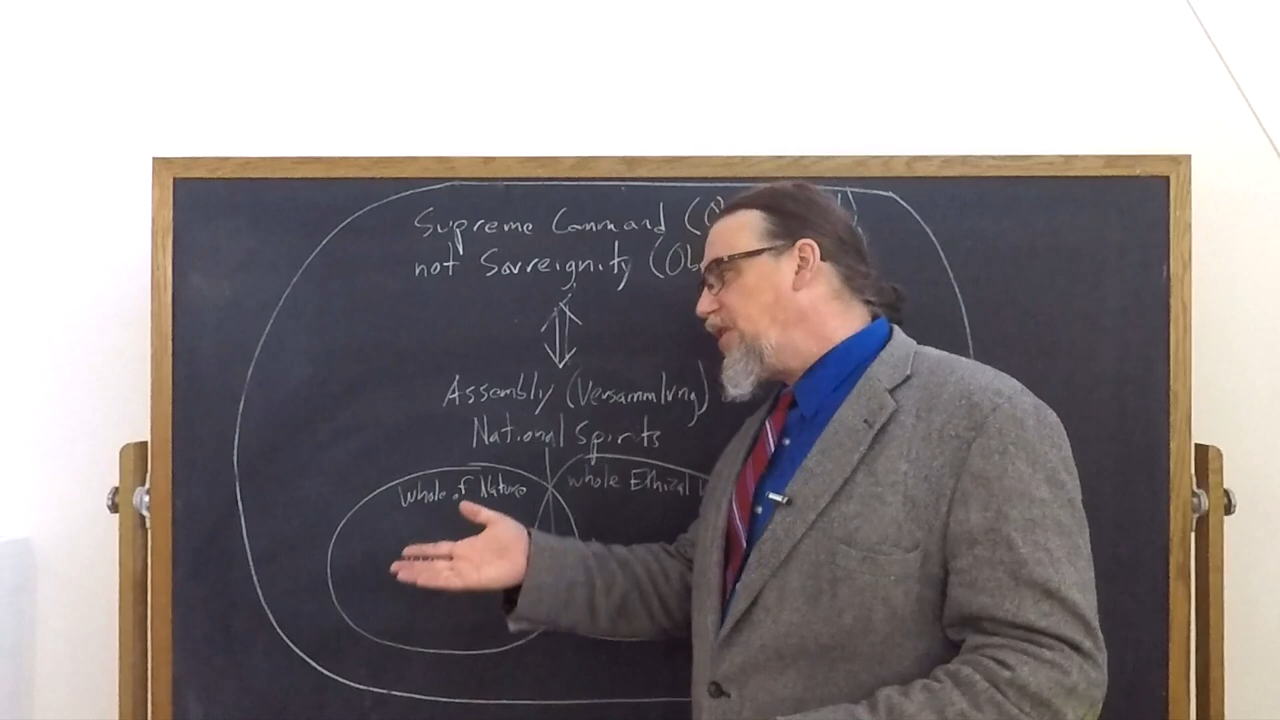 Supreme Command (O
not Sovreignity (Ob
Assembly (Versammlung)
National Spirits
Whole of Nature
whole Ethical